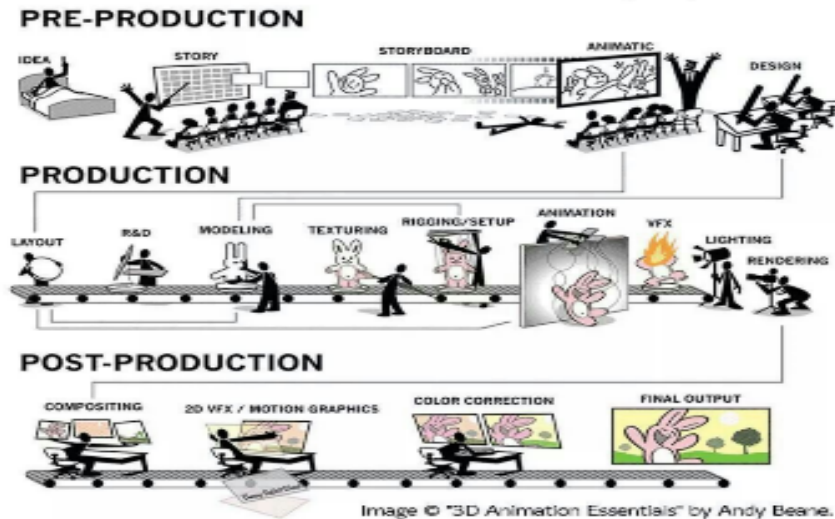 PRE-PRODUCTION
IDEA
STORY
STORYBOARD
ANIMATIC
DESIGN
PRODUCTION
LAYOUT
R&D
MODELING
TEXTURING
RIGGING/SETUP
ANIMATION
VFX
LIGHTING
RENDERING
POST-PRODUCTION
COMPOSITING
2D VFX / MOTION GRAPHICS
COLOR CORRECTION
FINAL OUTPUT
Image © "3D Animation Essentials" by Andy Beane.